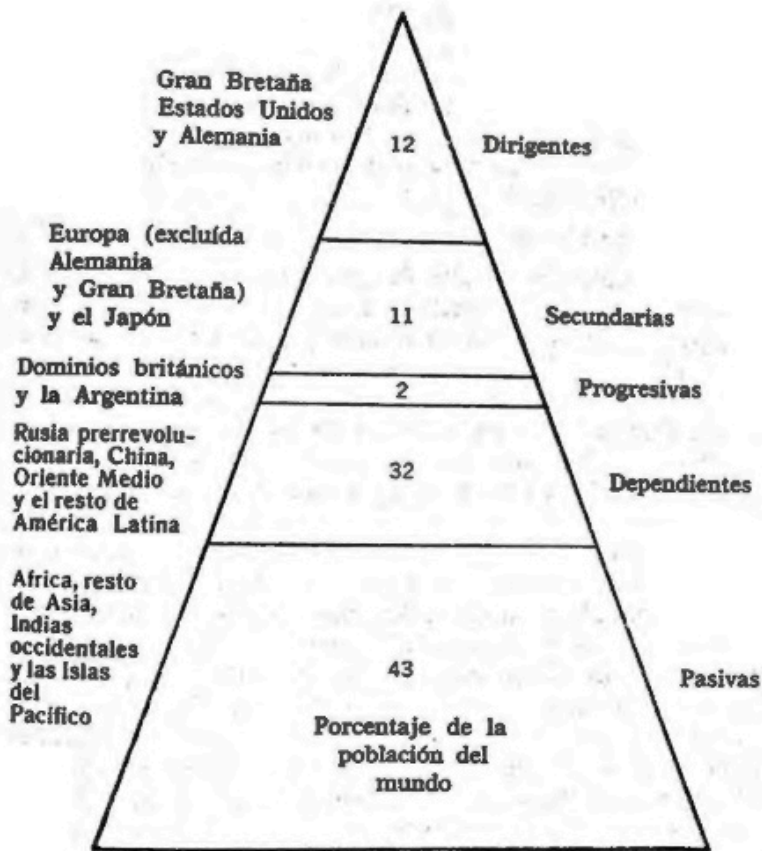 Gran Bretaña
Estados Unidos
y Alemania
12
Dirigentes
Europa (excluída
Alemania
y Gran Bretaña)
y el Japón
11
Secundarias
Dominios británicos
y la Argentina
2
Progresivas
Rusia prerrevolu-
cionaria, China,
Oriente Medio
y el resto de
América Latina
32
Dependientes
Africa, resto
de Asia,
Indias
occidentales
y las Islas
del
Pacífico
43
Pasivas
Porcentaje de la
población del
mundo